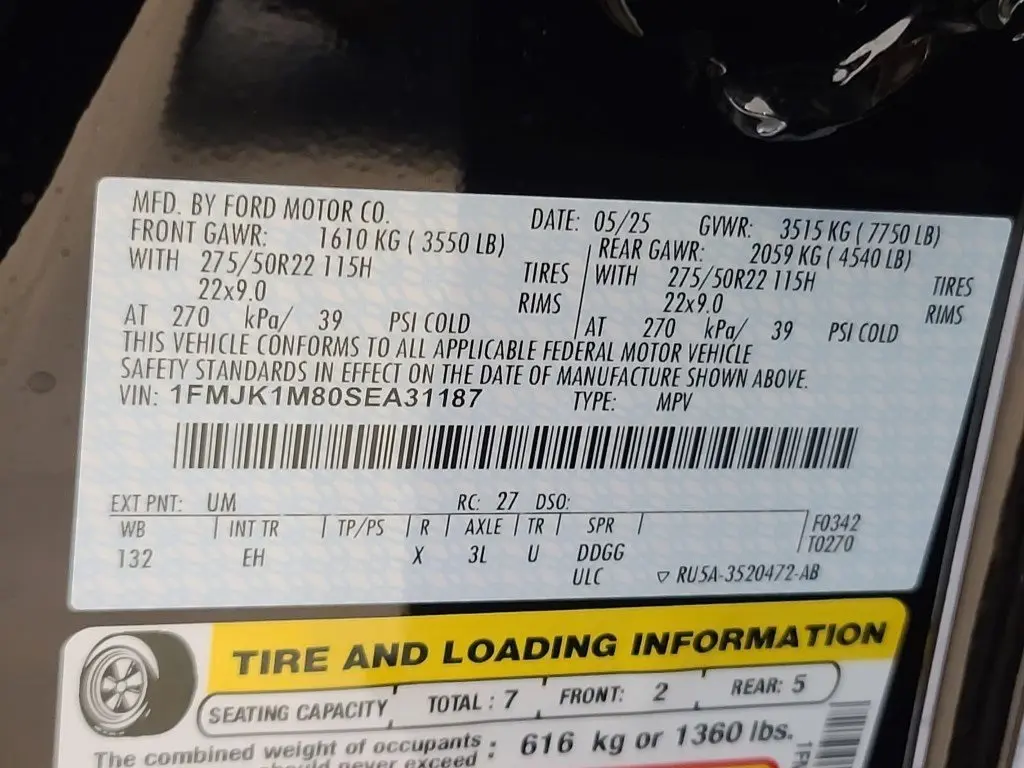 MFD. BY FORD MOTOR CO. DATE: 05/25 GVWR: 3515 KG ( 7750 LB)
FRONT GAWR: 1610 KG ( 3550 LB) REAR GAWR: 2059 KG ( 4540 LB)
WITH 275/50R22 115H TIRES WITH 275/50R22 115H TIRES
22x9.0 RIMS 22x9.0 RIMS
AT 270 kPa/ 39 PSI COLD AT 270 kPa/ 39 PSI COLD
THIS VEHICLE CONFORMS TO ALL APPLICABLE FEDERAL MOTOR VEHICLE
SAFETY STANDARDS IN EFFECT ON THE DATE OF MANUFACTURE SHOWN ABOVE.
VIN: 1FMJK1M80SEA31187 TYPE: MPV
EXT PNT: UM RC: 27 DSO:
WB INT TR TP/PS R AXLE TR SPR F0342
132 EH X 3L U DDGG T0270
ULC ▽ RU5A-3520472-AB
TIRE AND LOADING INFORMATION
SEATING CAPACITY TOTAL : 7 FRONT: 2 REAR: 5
The combined weight of occupants : 616 kg or 1360 lbs.
should never exceed